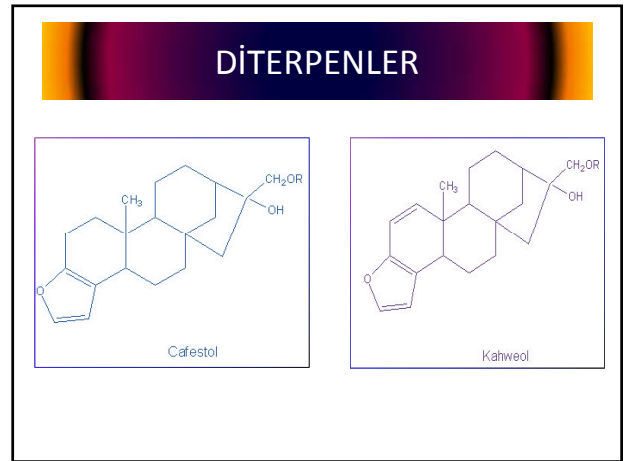 DİTERPENLER
CH₂OR
CH₃
OH
O
Cafestol
CH₂OR
CH₃
OH
O
Kahweol